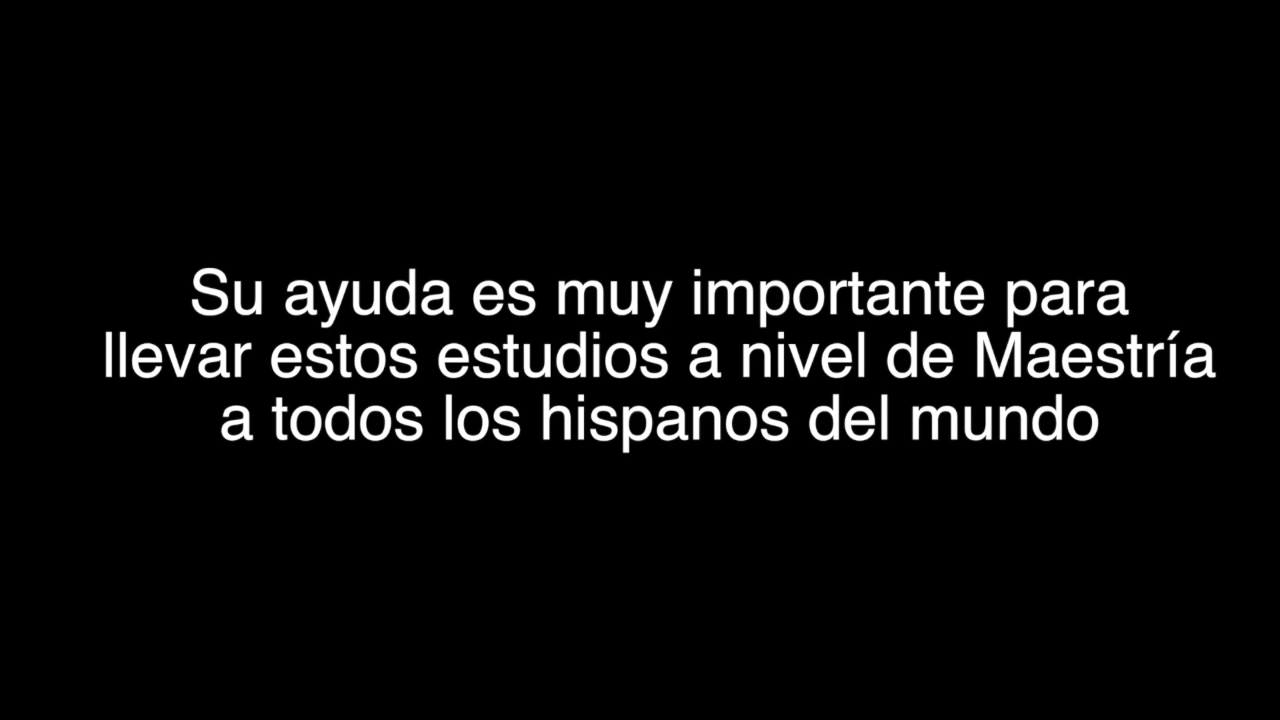 Su ayuda es muy importante para
llevar estos estudios a nivel de Maestría
a todos los hispanos del mundo